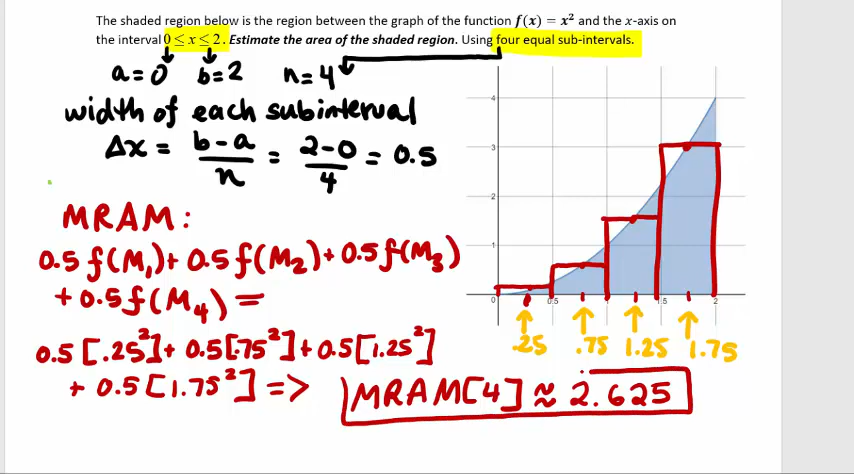 The shaded region below is the region between the graph of the function f(x) = x² and the x-axis on
the interval 0 ≤ x ≤ 2. Estimate the area of the shaded region. Using four equal sub-intervals.
a = 0 b = 2 n = 4
width of each subinterval
Δx = b-a/n = 2-0/4 = 0.5
MRAM:
0.5 f(M₁) + 0.5 f(M₂) + 0.5 f(M₃)
+ 0.5 f(M₄) =
0.5 [.25²] + 0.5[.75²] + 0.5[1.25²]
+ 0.5 [1.75²] =>
MRAM[4] ≈ 2.625
4
3
2
1
0 0.5 1 1.5 2
.25 .75 1.25 1.75